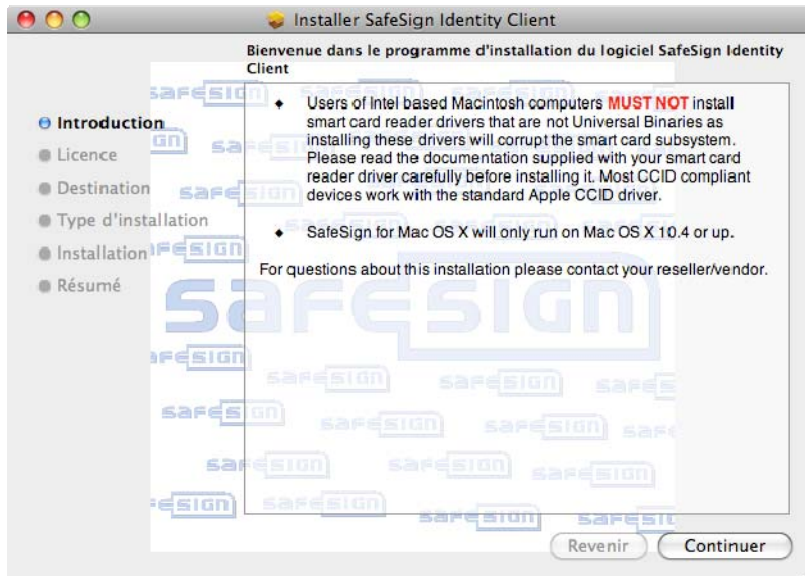 Installer SafeSign Identity Client
Bienvenue dans le programme d'installation du logiciel SafeSign Identity
Client
Introduction
Licence
Destination
Type d'installation
Installation
Résumé
◆ Users of Intel based Macintosh computers MUST NOT install
smart card reader drivers that are not Universal Binaries as
installing these drivers will corrupt the smart card subsystem.
Please read the documentation supplied with your smart card
reader driver carefully before installing it. Most CCID compliant
devices work with the standard Apple CCID driver.
◆ SafeSign for Mac OS X will only run on Mac OS X 10.4 or up.
For questions about this installation please contact your reseller/vendor.
safesign
Revenir
Continuer